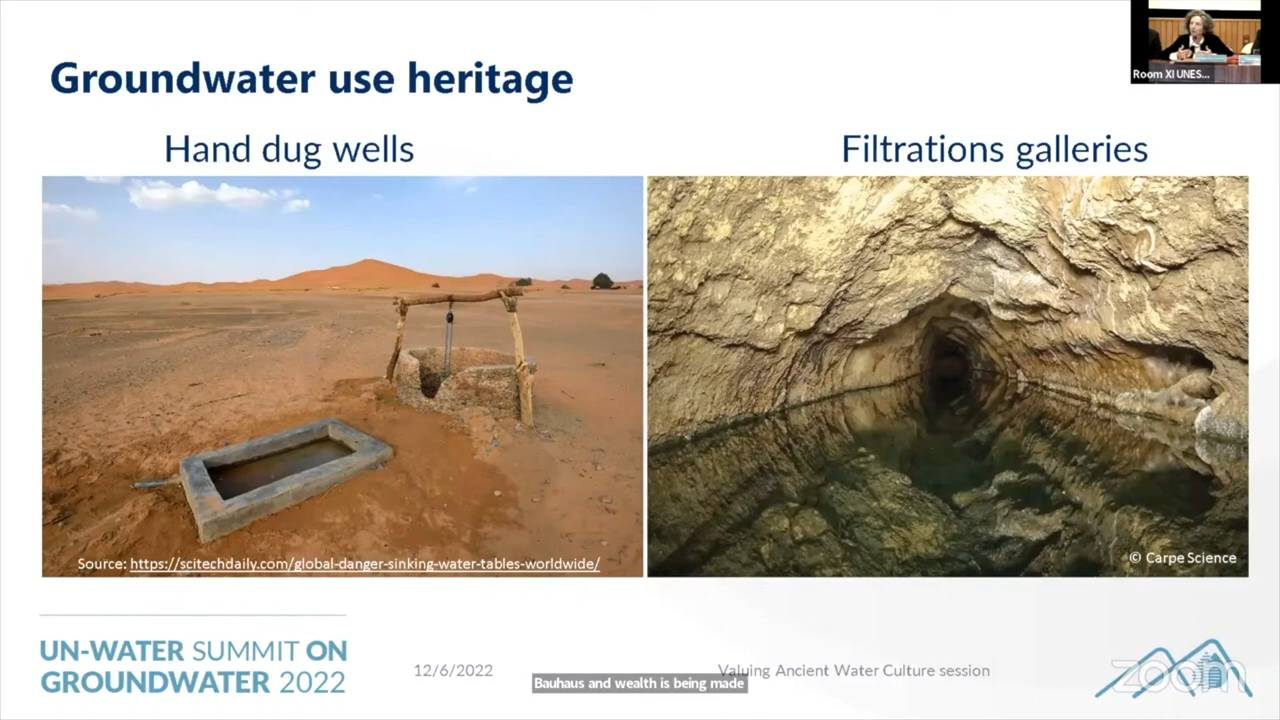 Groundwater use heritage
Room XI UNES...
Hand dug wells
Filtrations galleries
Source: https://scitechdaily.com/global-danger-sinking-water-tables-worldwide/
© Carpe Science
UN-WATER SUMMIT ON
GROUNDWATER 2022
12/6/2022
Valuing Ancient Water Culture session
Bauhaus and wealth is being made
zoom